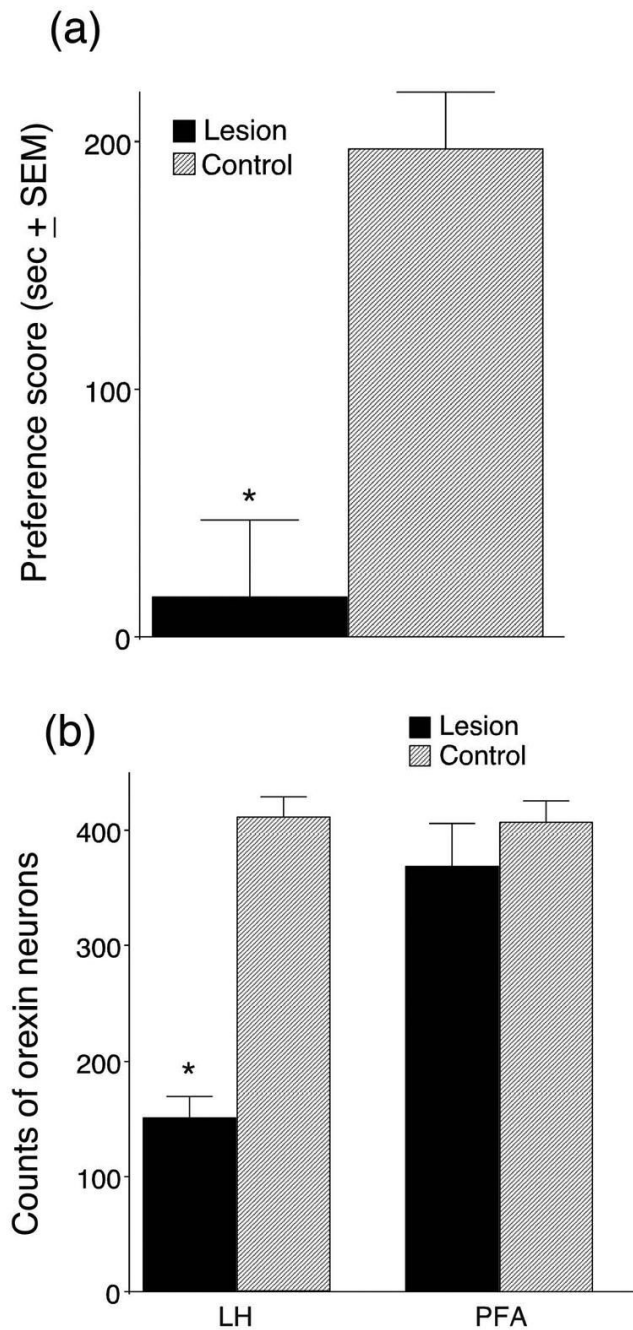 (a)
Preference score (sec ± SEM)
200
100
0
Lesion
Control
*
(b)
Lesion
Control
Counts of orexin neurons
400
300
200
100
0
*
LH
PFA